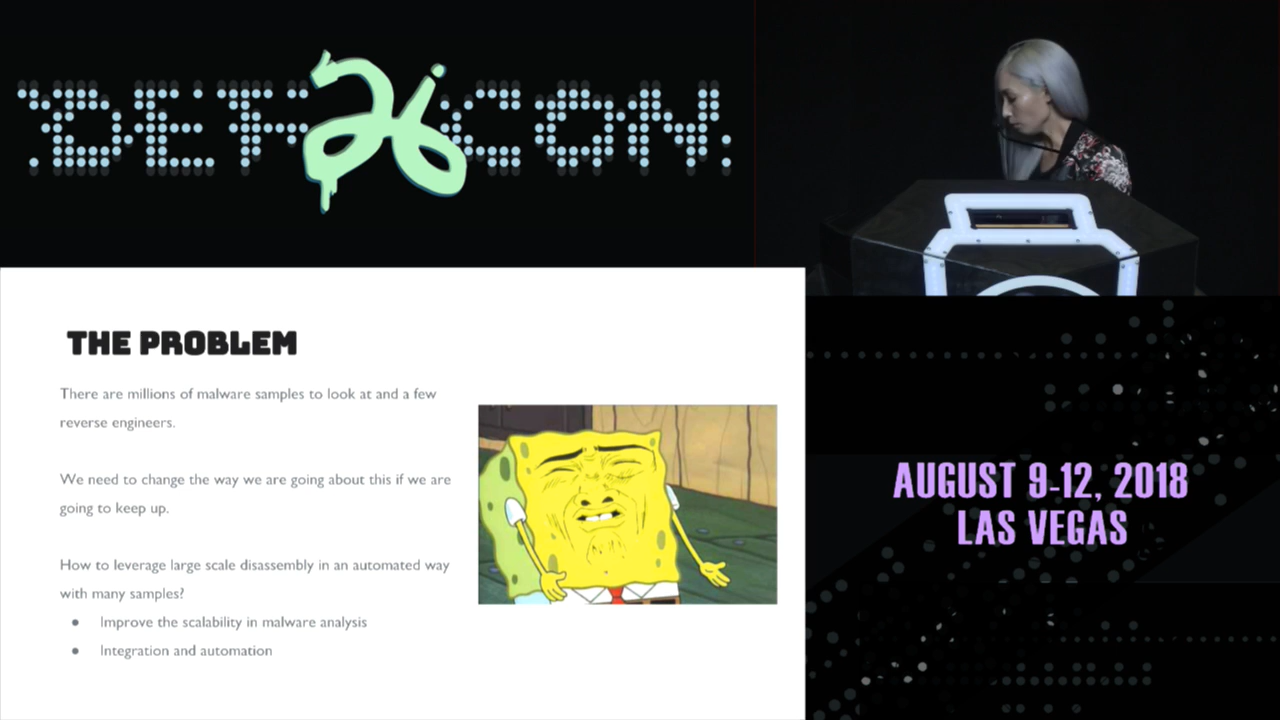 DEF 26 CON
THE PROBLEM
There are millions of malware samples to look at and a few
reverse engineers.
We need to change the way we are going about this if we are
going to keep up.
How to leverage large scale disassembly in an automated way
with many samples?
• Improve the scalability in malware analysis
• Integration and automation
AUGUST 9-12, 2018
LAS VEGAS